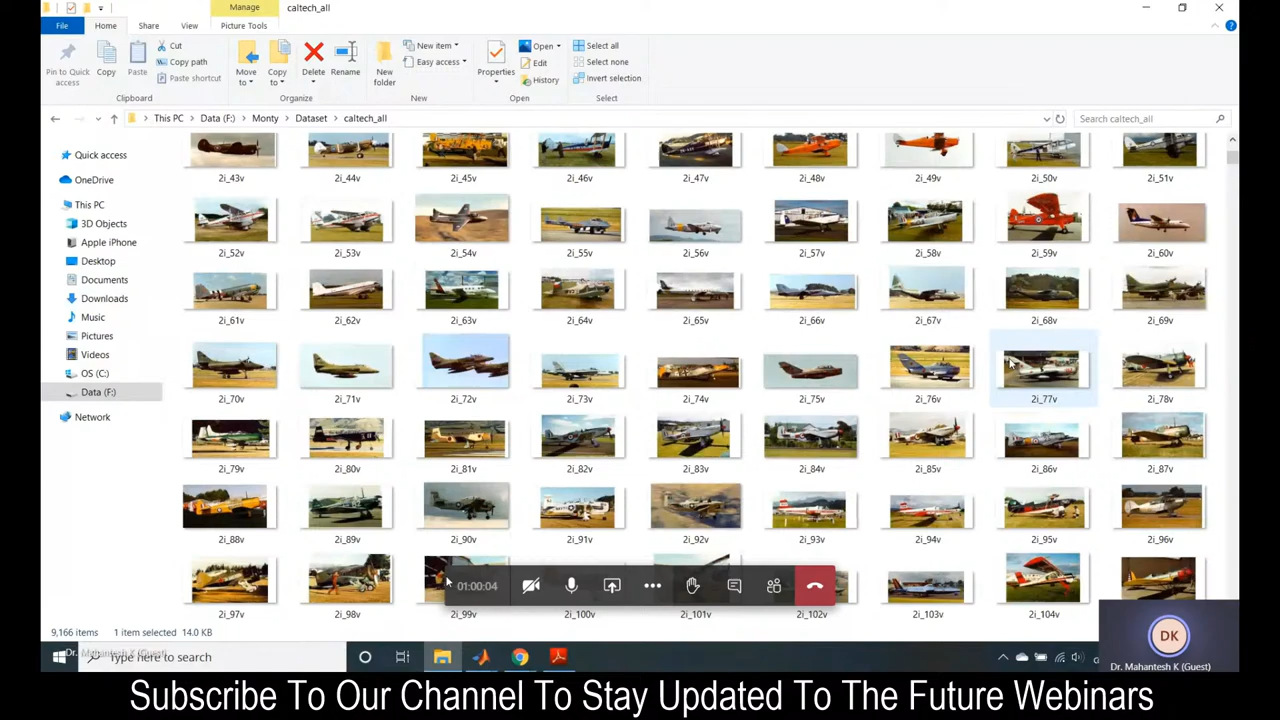 Manage
caltech_all
File
Home
Share
View
Picture Tools
Pin to Quick access
Copy
Paste
Cut
Copy path
Paste shortcut
Move to
Copy to
Delete
Rename
New folder
New item
Easy access
Properties
Open
Edit
History
Select all
Select none
Invert selection
Clipboard
Organize
New
Open
Select
This PC > Data (F:) > Monty > Dataset > caltech_all
Search caltech_all
Quick access
OneDrive
This PC
3D Objects
Apple iPhone
Desktop
Documents
Downloads
Music
Pictures
Videos
OS (C:)
Data (F:)
Network
2i_43v 2i_44v 2i_45v 2i_46v 2i_47v 2i_48v 2i_49v 2i_50v 2i_51v
2i_52v 2i_53v 2i_54v 2i_55v 2i_56v 2i_57v 2i_58v 2i_59v 2i_60v
2i_61v 2i_62v 2i_63v 2i_64v 2i_65v 2i_66v 2i_67v 2i_68v 2i_69v
2i_70v 2i_71v 2i_72v 2i_73v 2i_74v 2i_75v 2i_76v 2i_77v 2i_78v
2i_79v 2i_80v 2i_81v 2i_82v 2i_83v 2i_84v 2i_85v 2i_86v 2i_87v
2i_88v 2i_89v 2i_90v 2i_91v 2i_92v 2i_93v 2i_94v 2i_95v 2i_96v
2i_97v 2i_98v 2i_99v 2i_100v 2i_101v 2i_102v 2i_103v 2i_104v
01:00:04
9,166 items 1 item selected 14.0 KB
Dr. Mahantesh K (Guest)
Type here to search
DK
Dr. Mahantesh K (Guest)
Subscribe To Our Channel To Stay Updated To The Future Webinars